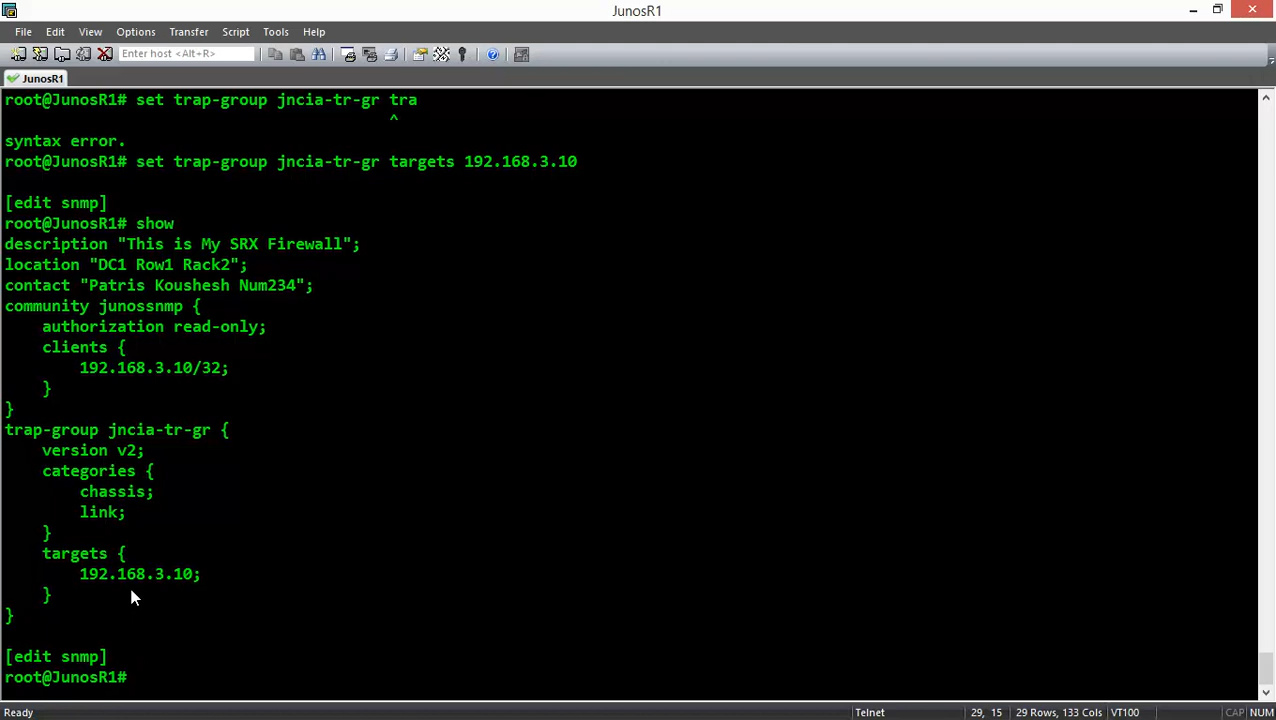 JunosR1
File Edit View Options Transfer Script Tools Help
Enter host <Alt+R>
JunosR1
root@JunosR1# set trap-group jncia-tr-gr tra
^
syntax error.
root@JunosR1# set trap-group jncia-tr-gr targets 192.168.3.10
[edit snmp]
root@JunosR1# show
description "This is My SRX Firewall";
location "DC1 Row1 Rack2";
contact "Patris Koushesh Num234";
community junossnmp {
    authorization read-only;
    clients {
        192.168.3.10/32;
    }
}
trap-group jncia-tr-gr {
    version v2;
    categories {
        chassis;
        link;
    }
    targets {
        192.168.3.10;
    }
}
[edit snmp]
root@JunosR1#
Ready Telnet 29, 15 29 Rows, 133 Cols VT100 CAP NUM